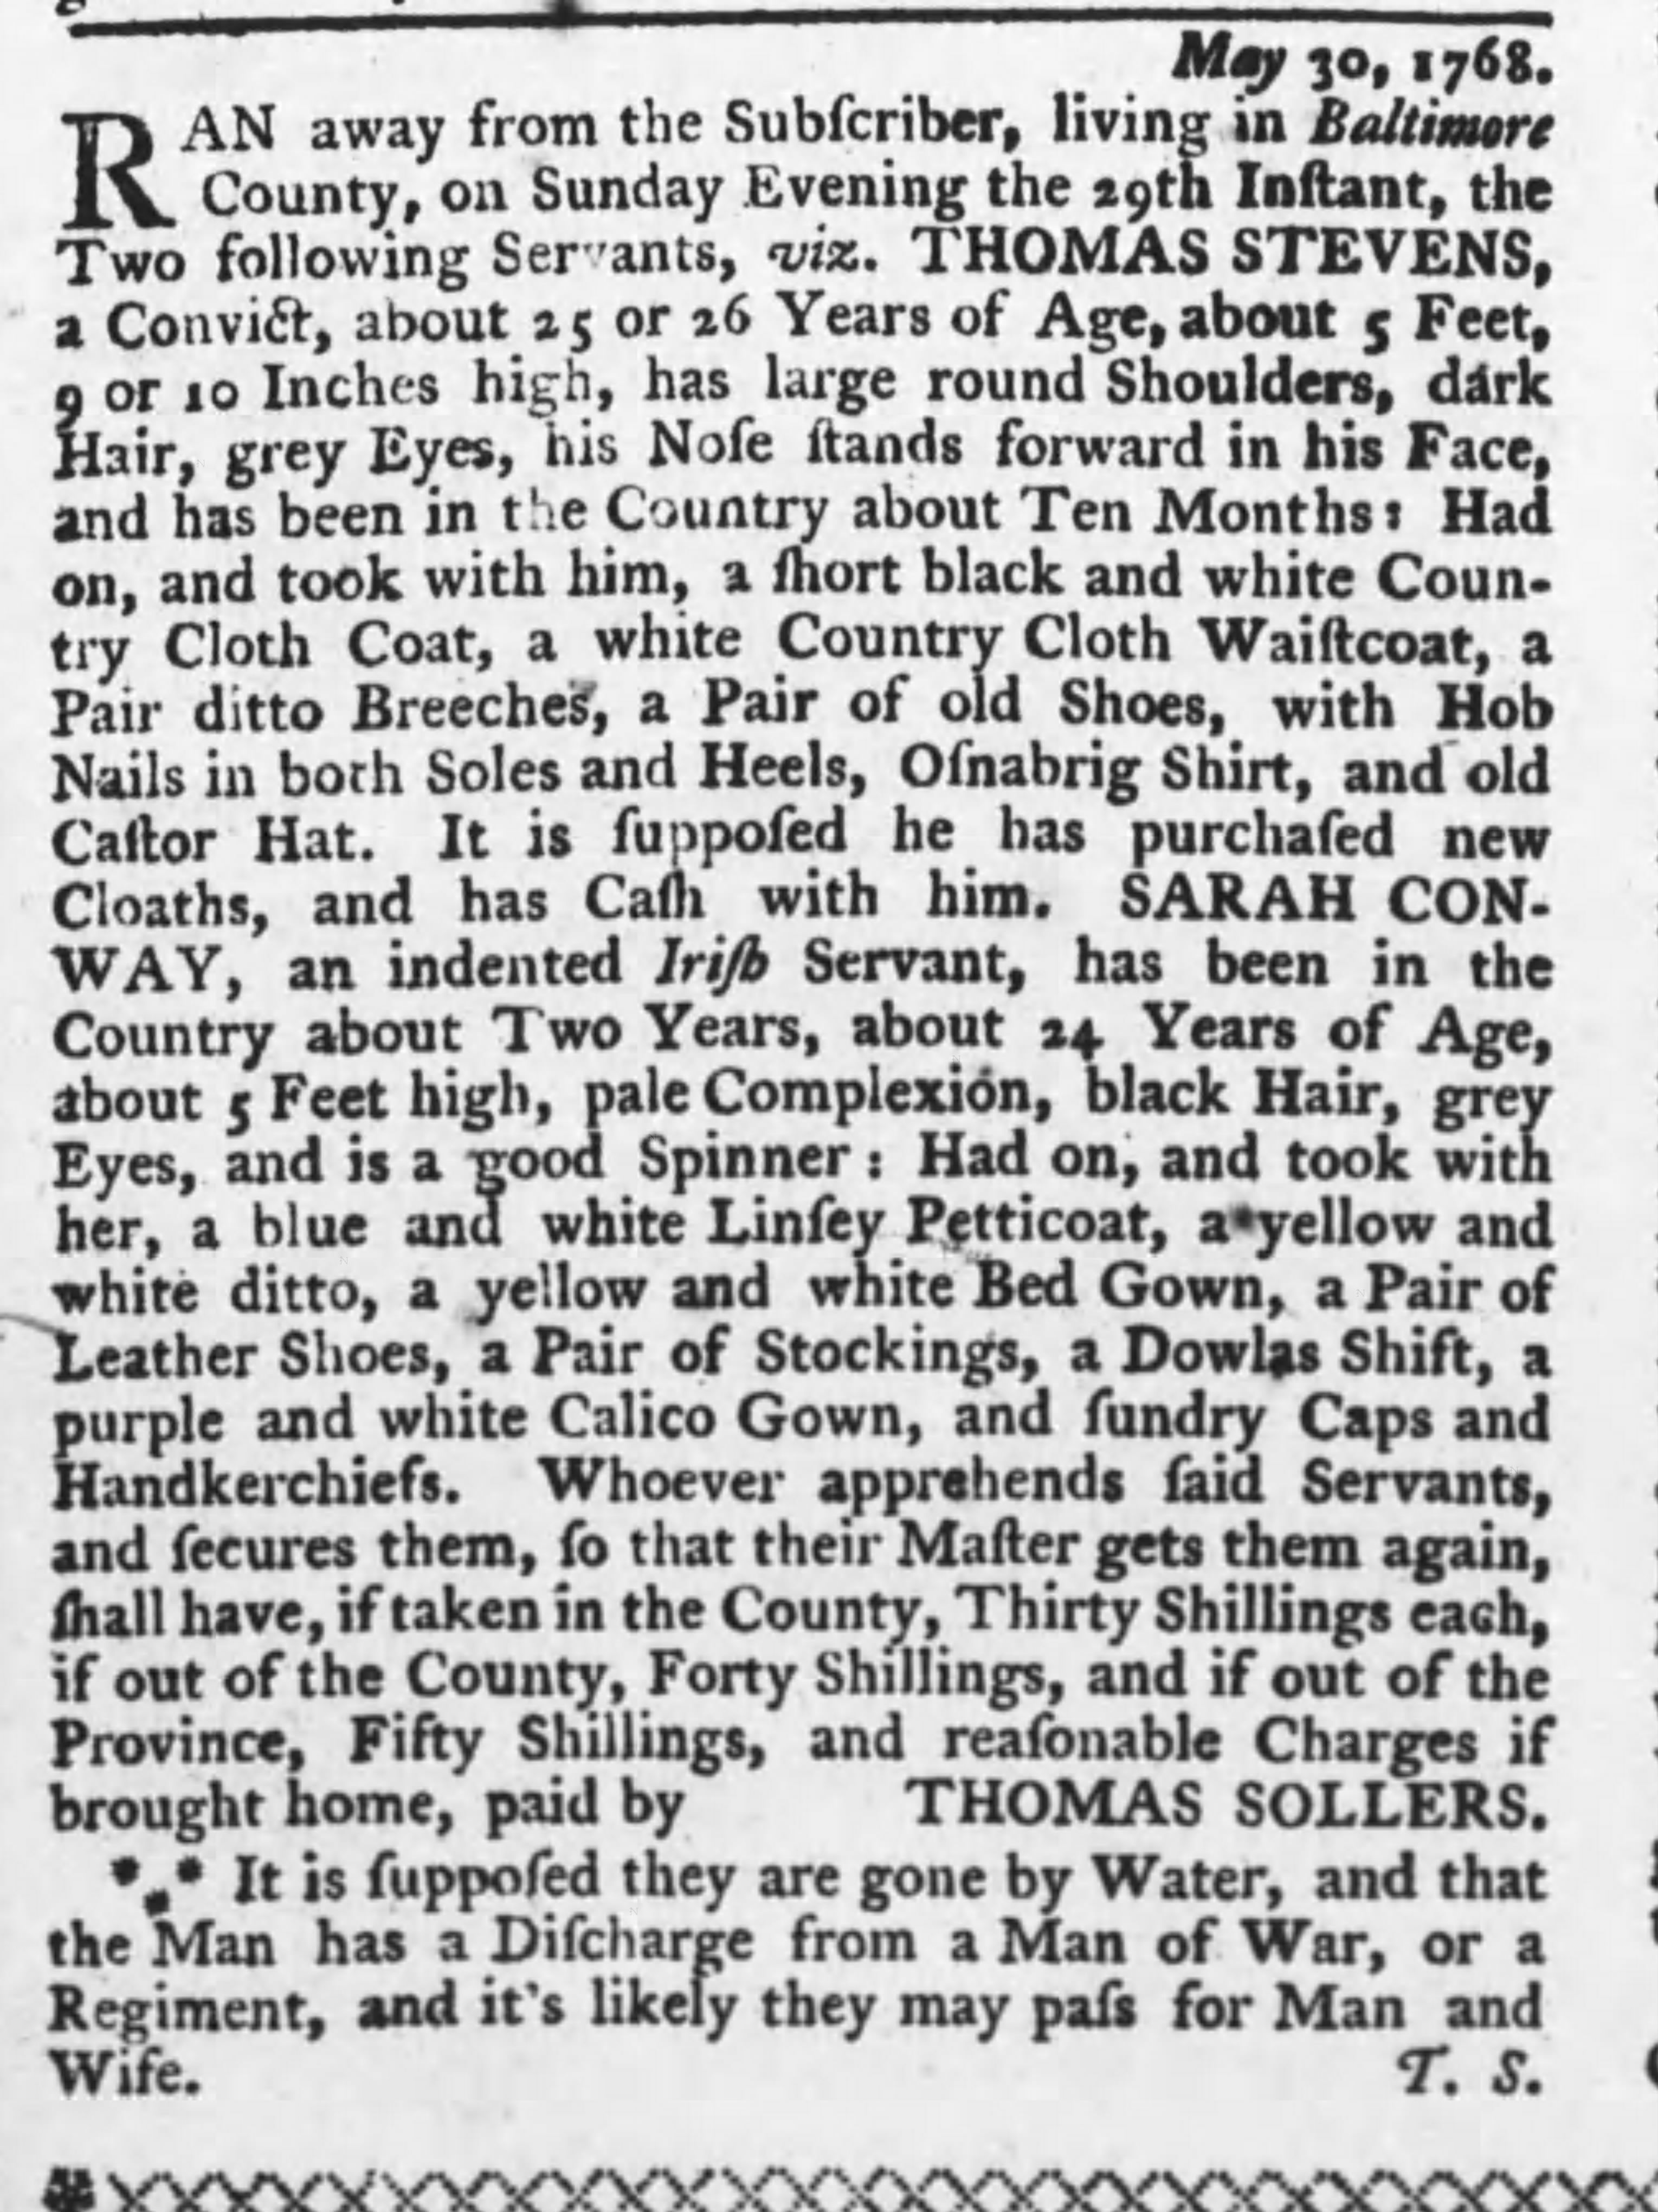 May 30, 1768.
RAN away from the Subſcriber, living in Baltimore
County, on Sunday Evening the 29th Inſtant, the
Two following Servants, viz. THOMAS STEVENS,
a Convict, about 25 or 26 Years of Age, about 5 Feet,
9 or 10 Inches high, has large round Shoulders, dark
Hair, grey Eyes, his Noſe ſtands forward in his Face,
and has been in the Country about Ten Months: Had
on, and took with him, a ſhort black and white Coun-
try Cloth Coat, a white Country Cloth Waiſtcoat, a
Pair ditto Breeches, a Pair of old Shoes, with Hob
Nails in both Soles and Heels, Oſnabrig Shirt, and old
Caſtor Hat. It is ſuppoſed he has purchaſed new
Cloaths, and has Caſh with him. SARAH CON-
WAY, an indented Iriſh Servant, has been in the
Country about Two Years, about 24 Years of Age,
about 5 Feet high, pale Complexion, black Hair, grey
Eyes, and is a good Spinner: Had on, and took with
her, a blue and white Linſey Petticoat, a yellow and
white ditto, a yellow and white Bed Gown, a Pair of
Leather Shoes, a Pair of Stockings, a Dowlas Shift, a
purple and white Calico Gown, and ſundry Caps and
Handkerchiefs. Whoever apprehends ſaid Servants,
and ſecures them, ſo that their Maſter gets them again,
ſhall have, if taken in the County, Thirty Shillings each,
if out of the County, Forty Shillings, and if out of the
Province, Fifty Shillings, and reaſonable Charges if
brought home, paid by THOMAS SOLLERS.
*⁎* It is ſuppoſed they are gone by Water, and that
the Man has a Diſcharge from a Man of War, or a
Regiment, and it's likely they may paſs for Man and
Wife. T. S.